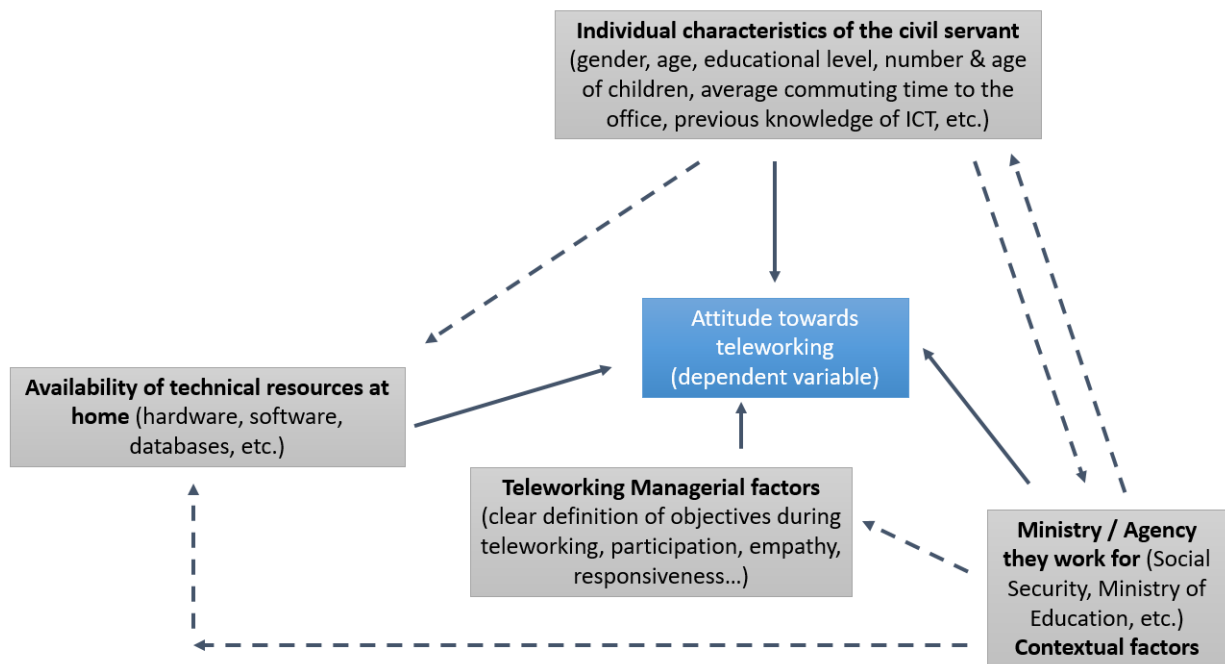 Individual characteristics of the civil servant
(gender, age, educational level, number & age
of children, average commuting time to the
office, previous knowledge of ICT, etc.)
Attitude towards
teleworking
(dependent variable)
Availability of technical resources at
home (hardware, software,
databases, etc.)
Teleworking Managerial factors
(clear definition of objectives during
teleworking, participation, empathy,
responsiveness…)
Ministry / Agency
they work for (Social
Security, Ministry of
Education, etc.)
Contextual factors